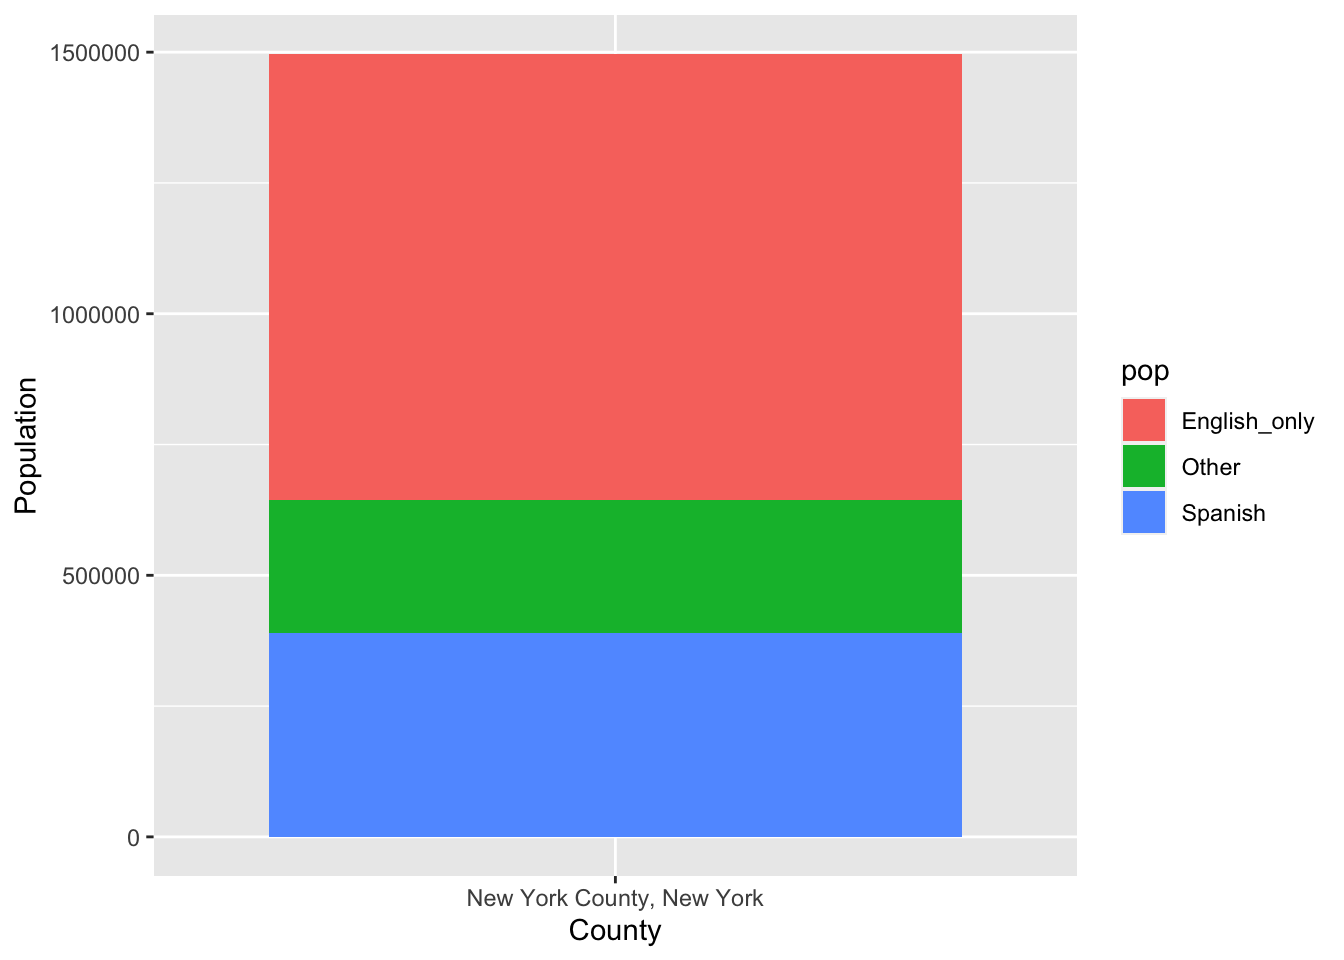 1500000
1000000
500000
0
Population
New York County, New York
County
pop
English_only
Other
Spanish